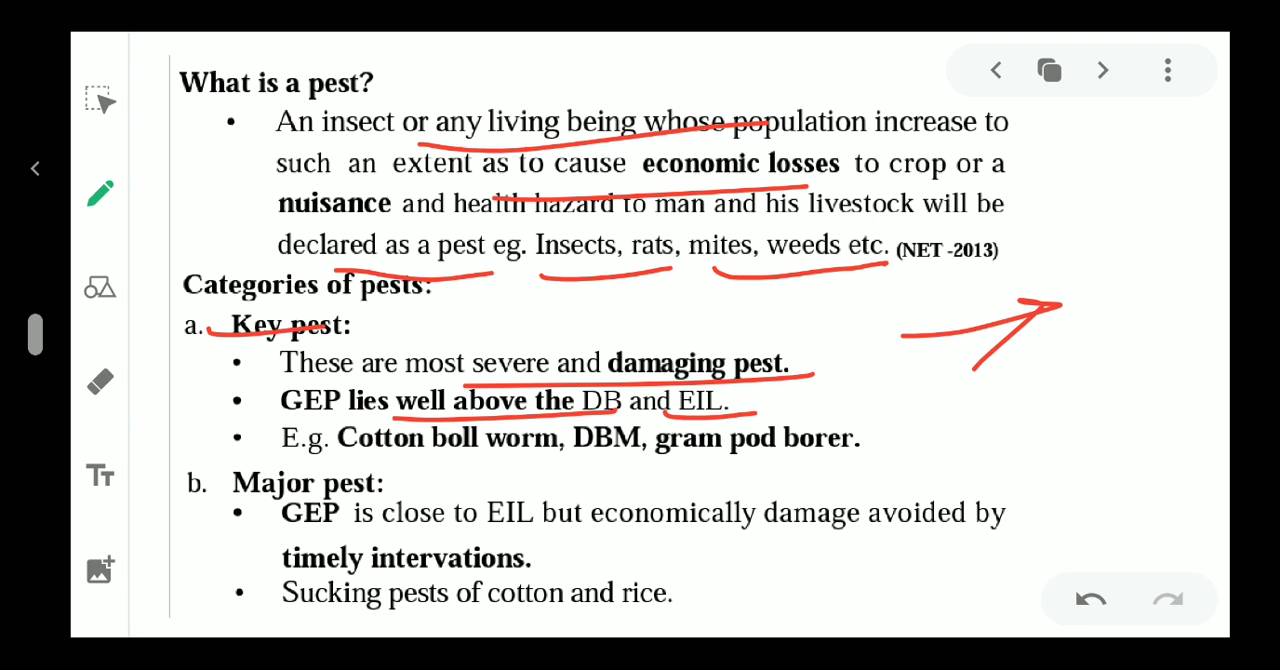 What is a pest?
• An insect or any living being whose population increase to
such an extent as to cause economic losses to crop or a
nuisance and health hazard to man and his livestock will be
declared as a pest eg. Insects, rats, mites, weeds etc. (NET -2013)
Categories of pests:
a. Key pest:
• These are most severe and damaging pest.
• GEP lies well above the DB and EIL.
• E.g. Cotton boll worm, DBM, gram pod borer.
b. Major pest:
• GEP is close to EIL but economically damage avoided by
timely intervations.
• Sucking pests of cotton and rice.
TT